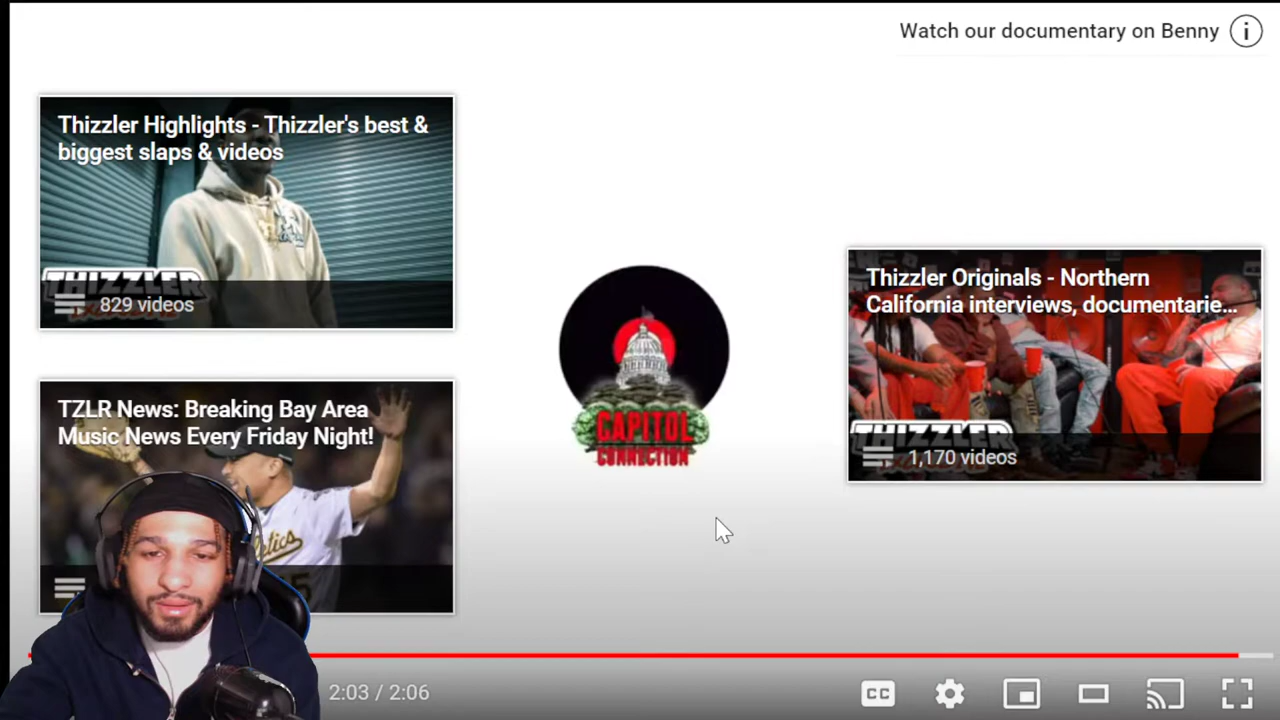 Watch our documentary on Benny
Thizzler Highlights - Thizzler's best &
biggest slaps & videos
THIZZLER
829 videos
Thizzler Originals - Northern
California interviews, documentarie...
THIZZLER
1,170 videos
CAPITOL
CONNECTION
TZLR News: Breaking Bay Area
Music News Every Friday Night!
2:03 / 2:06
CC